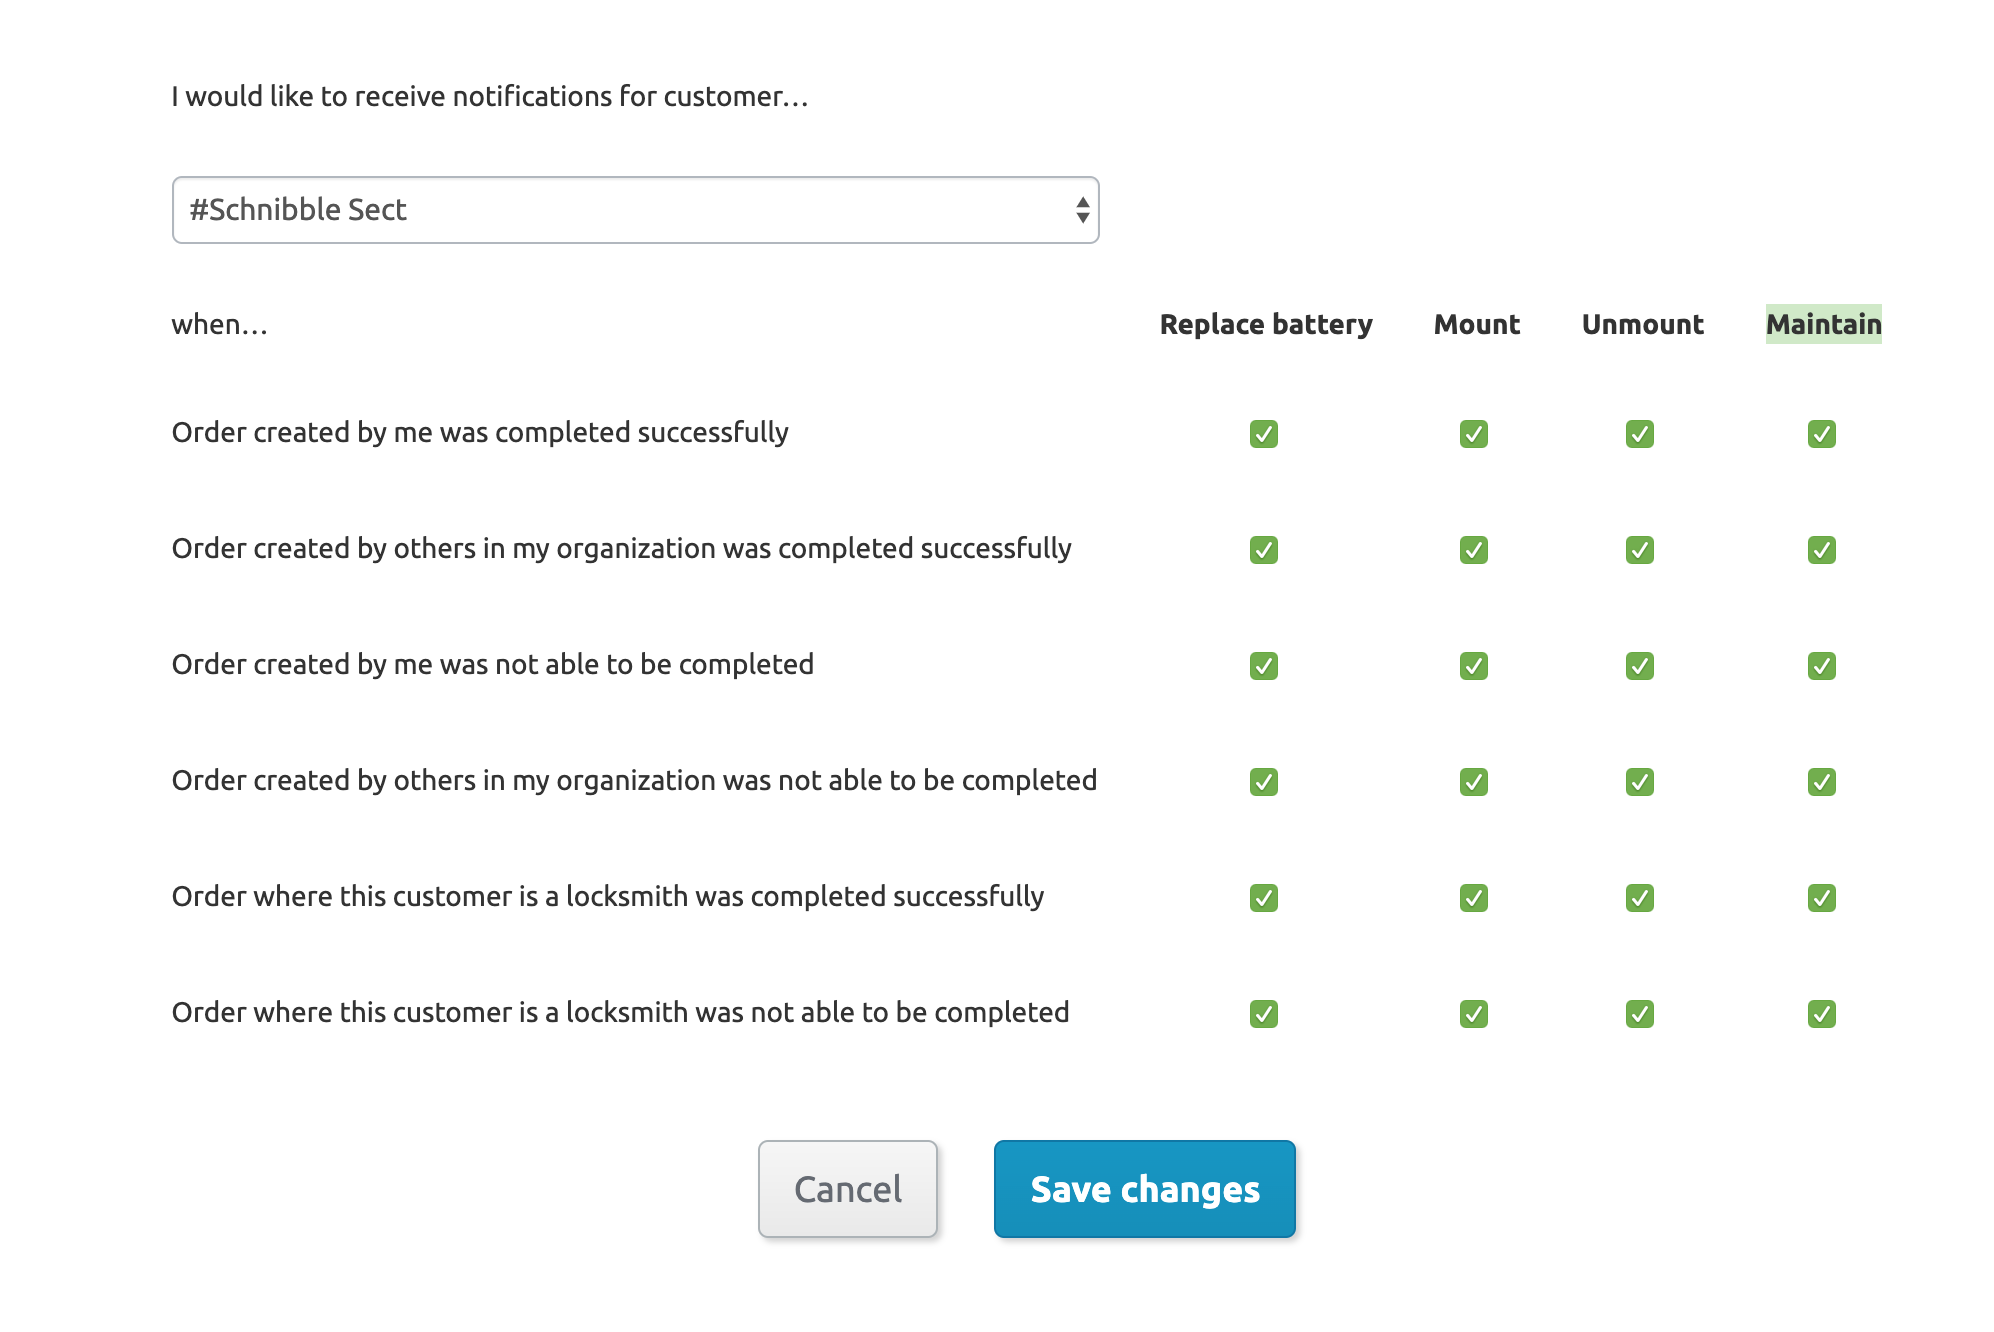 I would like to receive notifications for customer...
#Schnibble Sect
when... Replace battery Mount Unmount Maintain
Order created by me was completed successfully
Order created by others in my organization was completed successfully
Order created by me was not able to be completed
Order created by others in my organization was not able to be completed
Order where this customer is a locksmith was completed successfully
Order where this customer is a locksmith was not able to be completed
Cancel Save changes